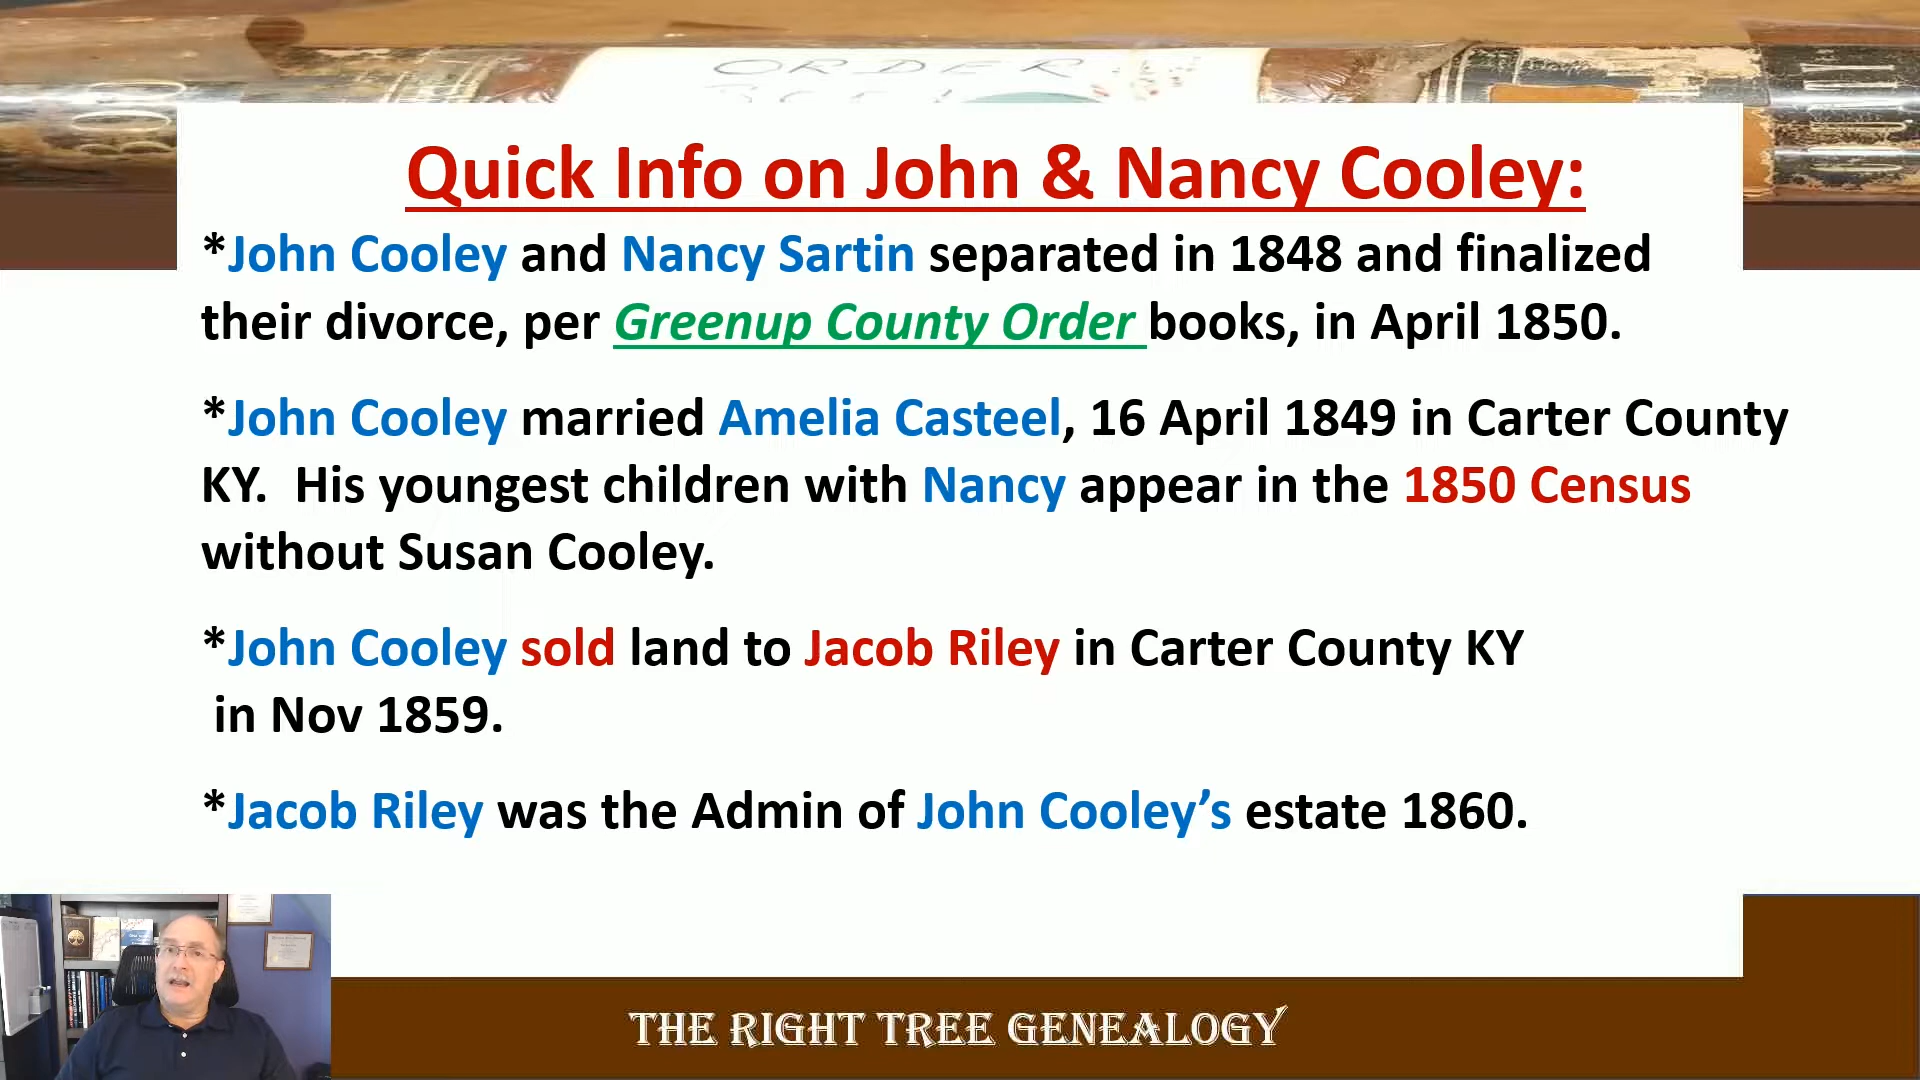 ORDER
Quick Info on John & Nancy Cooley:
*John Cooley and Nancy Sartin separated in 1848 and finalized
their divorce, per Greenup County Order books, in April 1850.
*John Cooley married Amelia Casteel, 16 April 1849 in Carter County
KY.  His youngest children with Nancy appear in the 1850 Census
without Susan Cooley.
*John Cooley sold land to Jacob Riley in Carter County KY
in Nov 1859.
*Jacob Riley was the Admin of John Cooley’s estate 1860.
THE RIGHT TREE GENEALOGY